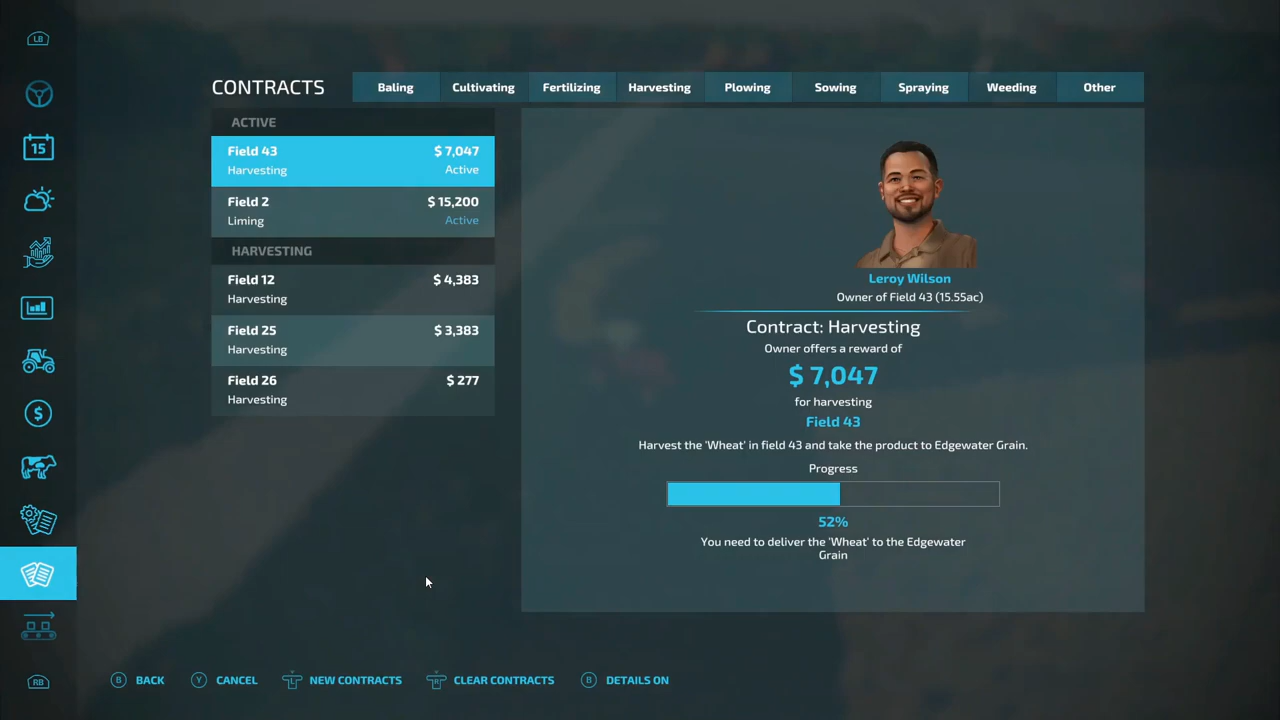 LB
15
CONTRACTS
Baling
Cultivating
Fertilizing
Harvesting
Plowing
Sowing
Spraying
Weeding
Other
ACTIVE
Field 43 $ 7,047
Harvesting Active
Field 2 $ 15,200
Liming Active
HARVESTING
Field 12 $ 4,383
Harvesting
Field 25 $ 3,383
Harvesting
Field 26 $ 277
Harvesting
Leroy Wilson
Owner of Field 43 (15.55ac)
Contract: Harvesting
Owner offers a reward of
$ 7,047
for harvesting
Field 43
Harvest the 'Wheat' in field 43 and take the product to Edgewater Grain.
Progress
52%
You need to deliver the 'Wheat' to the Edgewater
Grain
RB
B BACK Y CANCEL L NEW CONTRACTS R CLEAR CONTRACTS B DETAILS ON